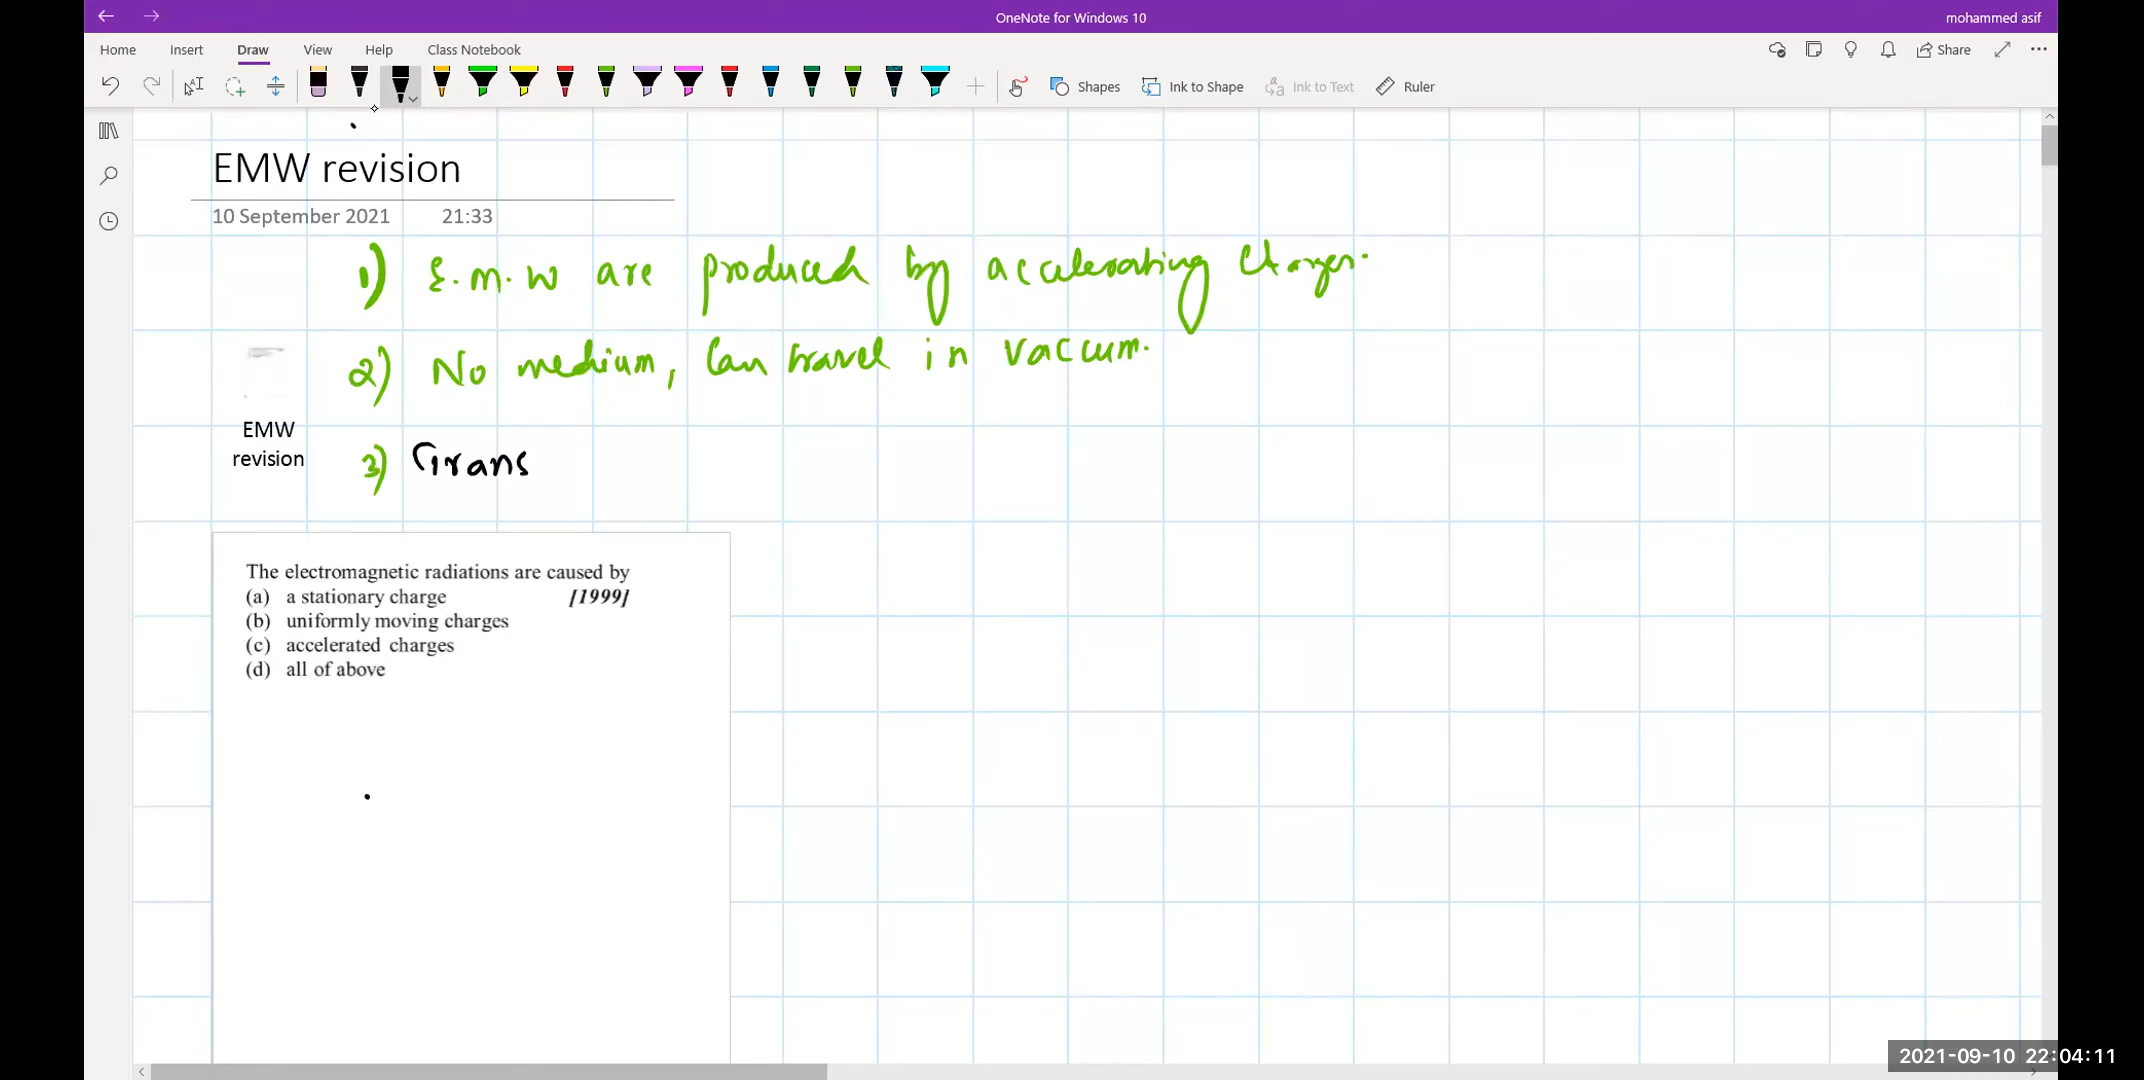 OneNote for Windows 10
mohammed asif
Home Insert Draw View Help Class Notebook
Share
Shapes Ink to Shape Ink to Text Ruler
EMW revision
10 September 2021 21:33
1) E.m.w are produced by accelerating charges.
2) No medium, Can travel in vaccum.
EMW
revision
3) Trans
The electromagnetic radiations are caused by
(a) a stationary charge [1999]
(b) uniformly moving charges
(c) accelerated charges
(d) all of above
2021-09-10 22:04:11